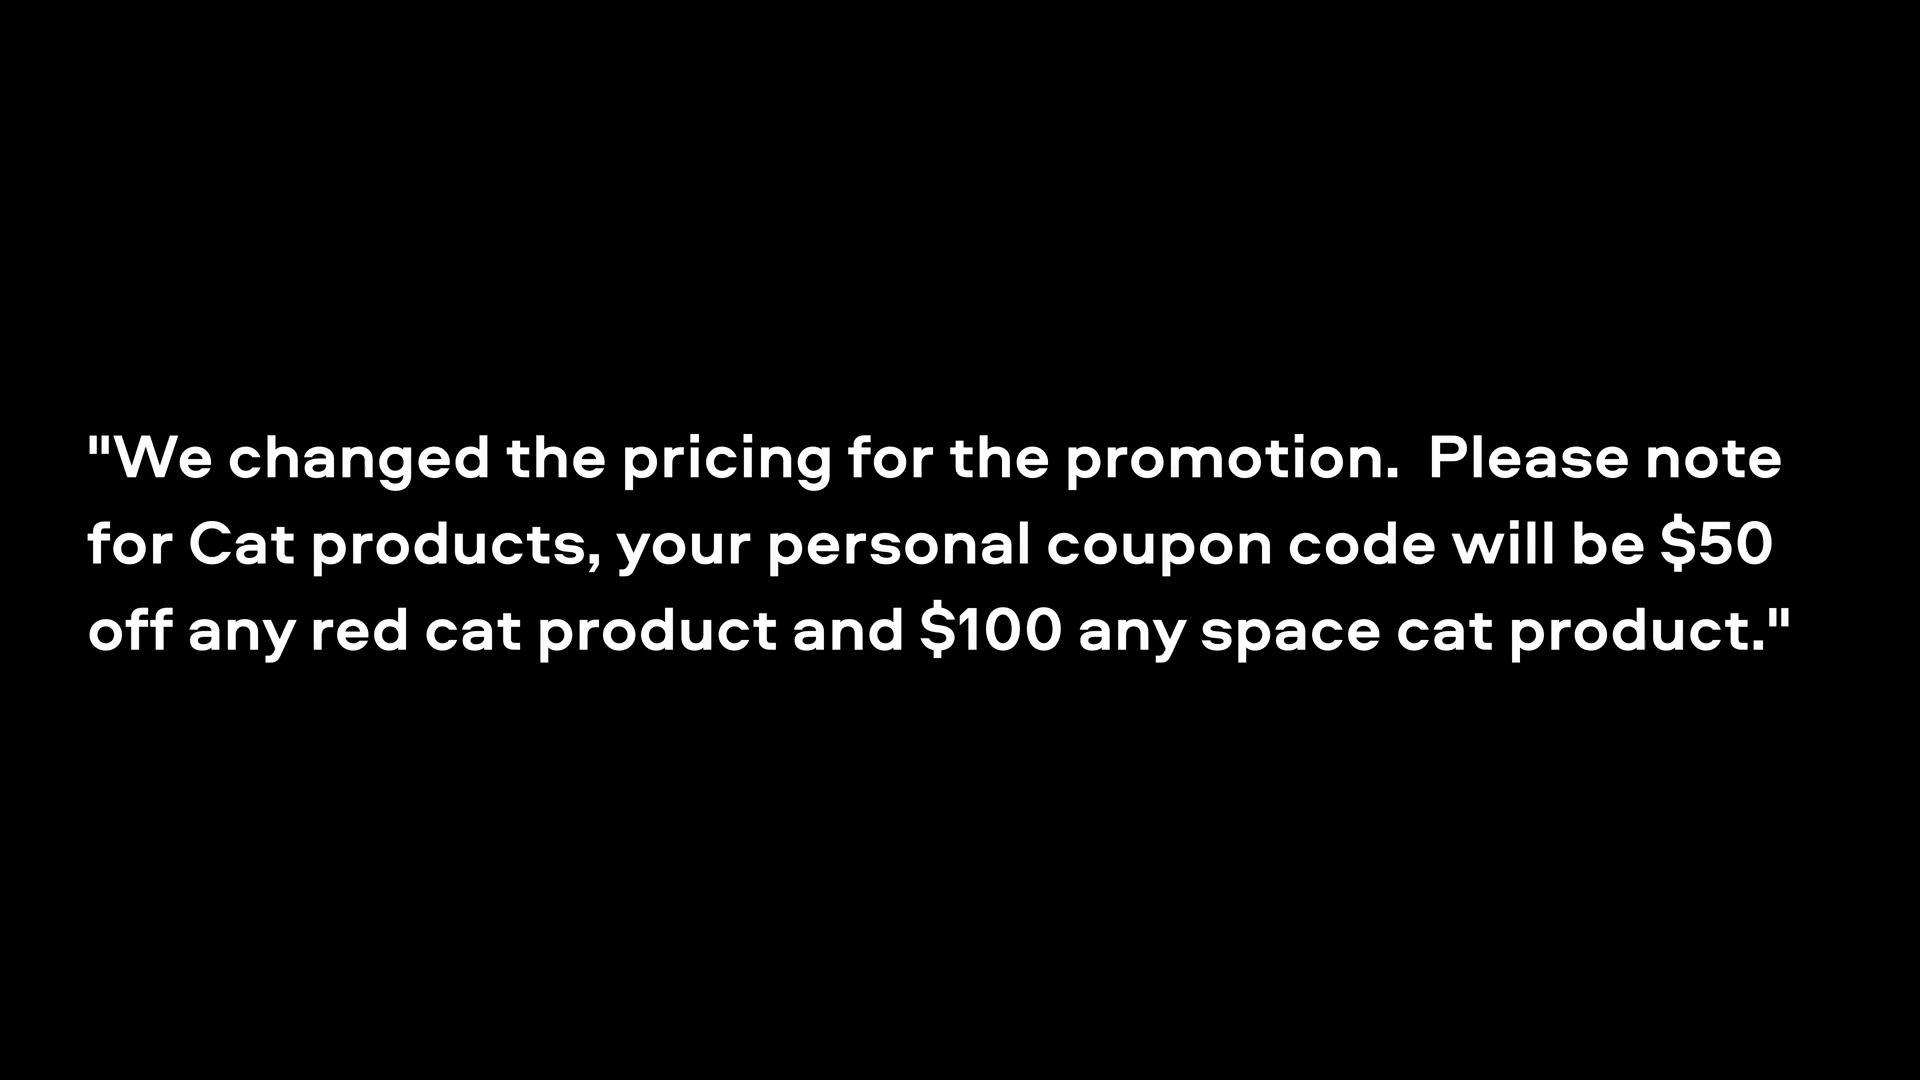 "We changed the pricing for the promotion.  Please note
for Cat products, your personal coupon code will be $50
off any red cat product and $100 any space cat product."